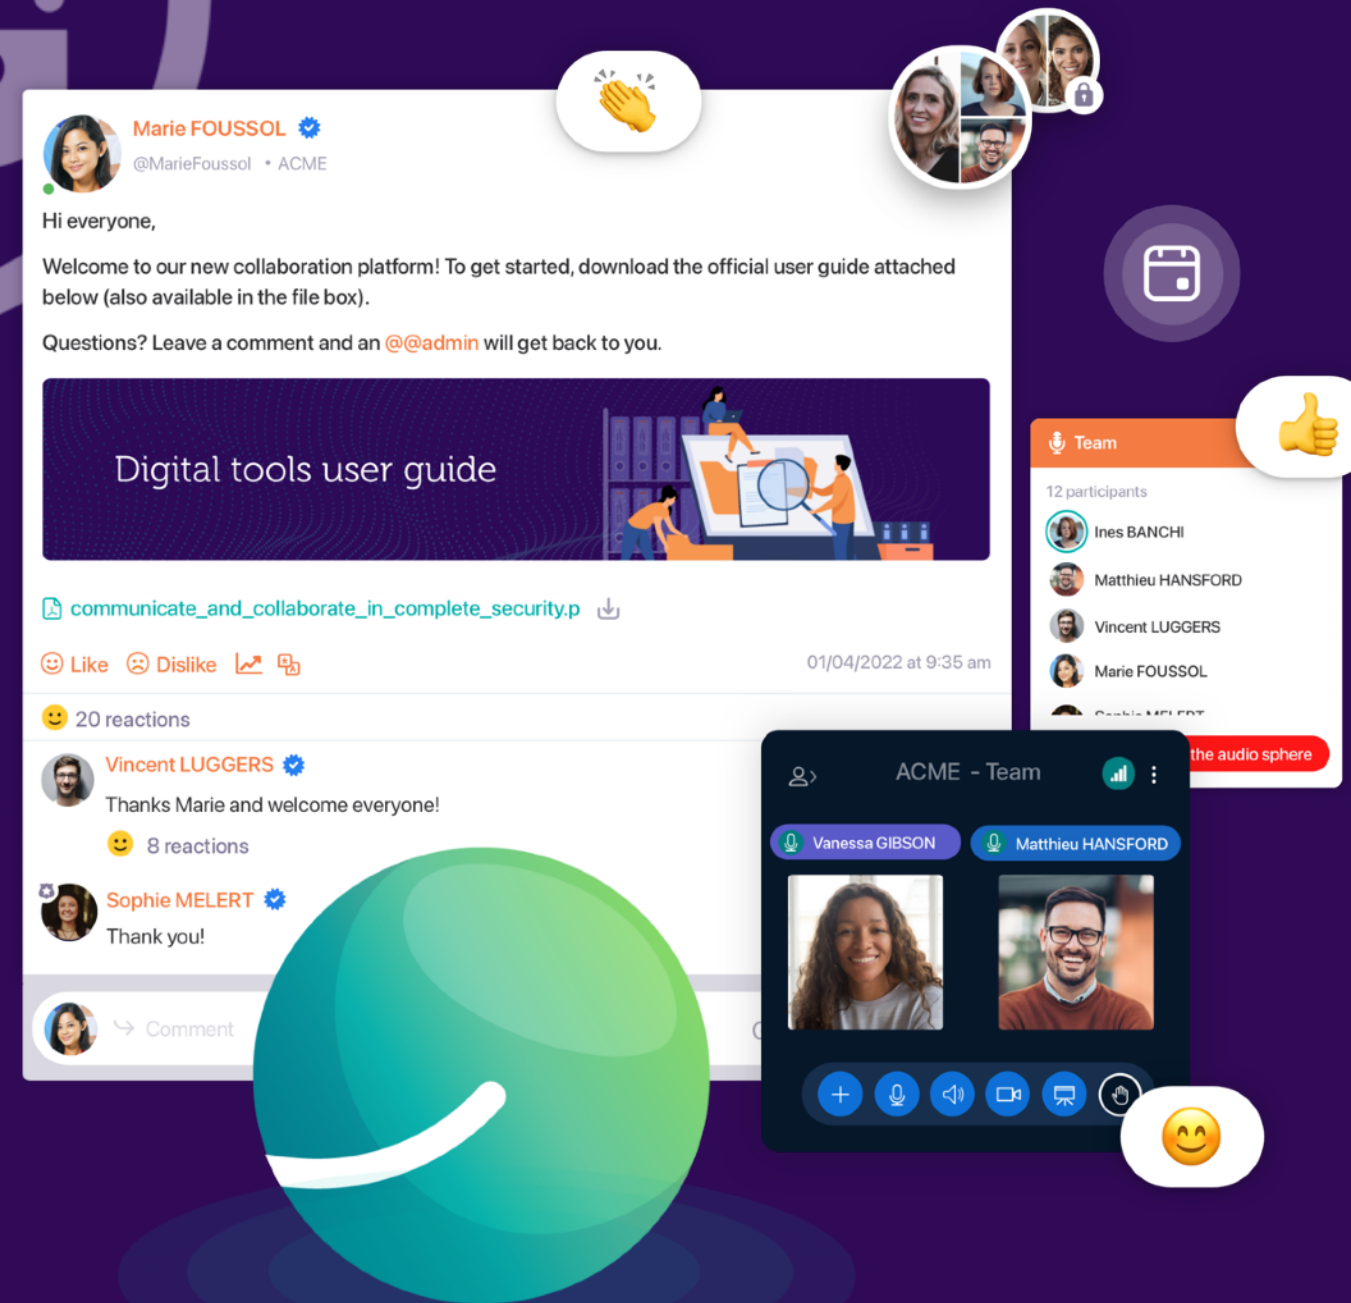 Marie FOUSSOL
@MarieFoussol • ACME
Hi everyone,
Welcome to our new collaboration platform! To get started, download the official user guide attached
below (also available in the file box).
Questions? Leave a comment and an @@admin will get back to you.
Digital tools user guide
communicate_and_collaborate_in_complete_security.p
Like Dislike
01/04/2022 at 9:35 am
20 reactions
Vincent LUGGERS
Thanks Marie and welcome everyone!
8 reactions
Sophie MELERT
Thank you!
Comment
Team
12 participants
Ines BANCHI
Matthieu HANSFORD
Vincent LUGGERS
Marie FOUSSOL
Sophie MELERT
the audio sphere
ACME - Team
Vanessa GIBSON
Matthieu HANSFORD